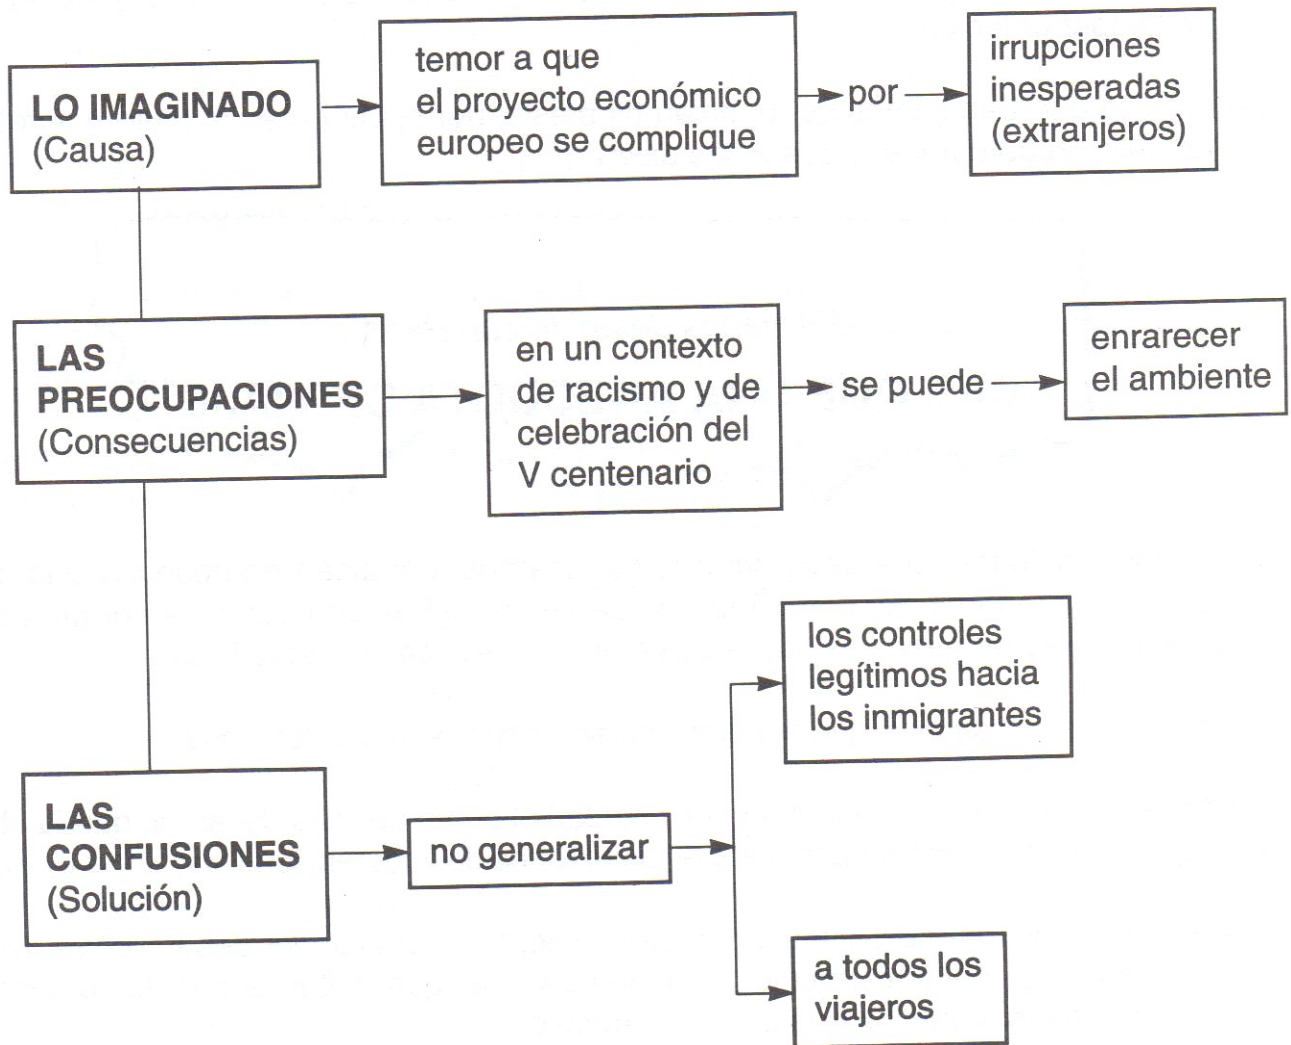 LO IMAGINADO
(Causa)
temor a que
el proyecto económico
europeo se complique
por
irrupciones
inesperadas
(extranjeros)
LAS
PREOCUPACIONES
(Consecuencias)
en un contexto
de racismo y de
celebración del
V centenario
se puede
enrarecer
el ambiente
LAS
CONFUSIONES
(Solución)
no generalizar
los controles
legítimos hacia
los inmigrantes
a todos los
viajeros